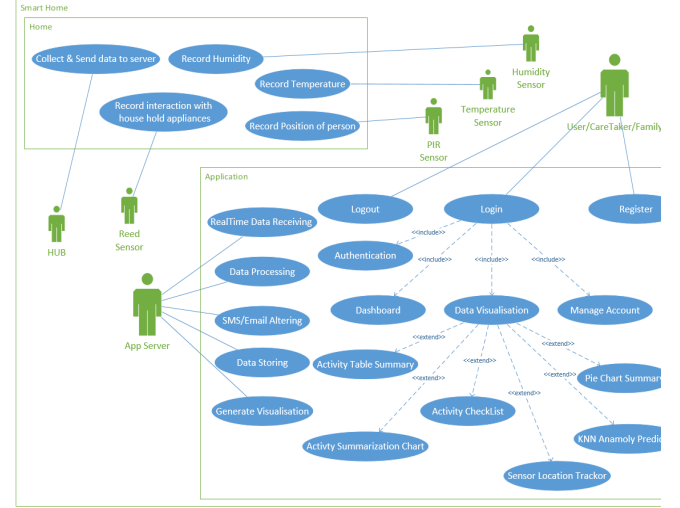 Smart Home
Home
Collect & Send data to server
Record Humidity
Record Temperature
Record interaction with
house hold appliances
Record Position of person
Humidity
Sensor
Temperature
Sensor
PIR
Sensor
User/CareTaker/Family
HUB
Reed
Sensor
Application
Logout
Login
Register
RealTime Data Receiving
<<include>>
Authentication
<<include>>
<<include>>
<<include>>
Data Processing
Dashboard
Data Visualisation
Manage Account
SMS/Email Altering
App Server
<<extend>>
<<extend>>
Data Storing
Activity Table Summary
<<extend>>
<<extend>>
<<extend>>
<<extend>>
Pie Chart Summary
Generate Visualisation
Activity CheckList
Activty Summarization Chart
KNN Anamoly Predic
Sensor Location Trackor